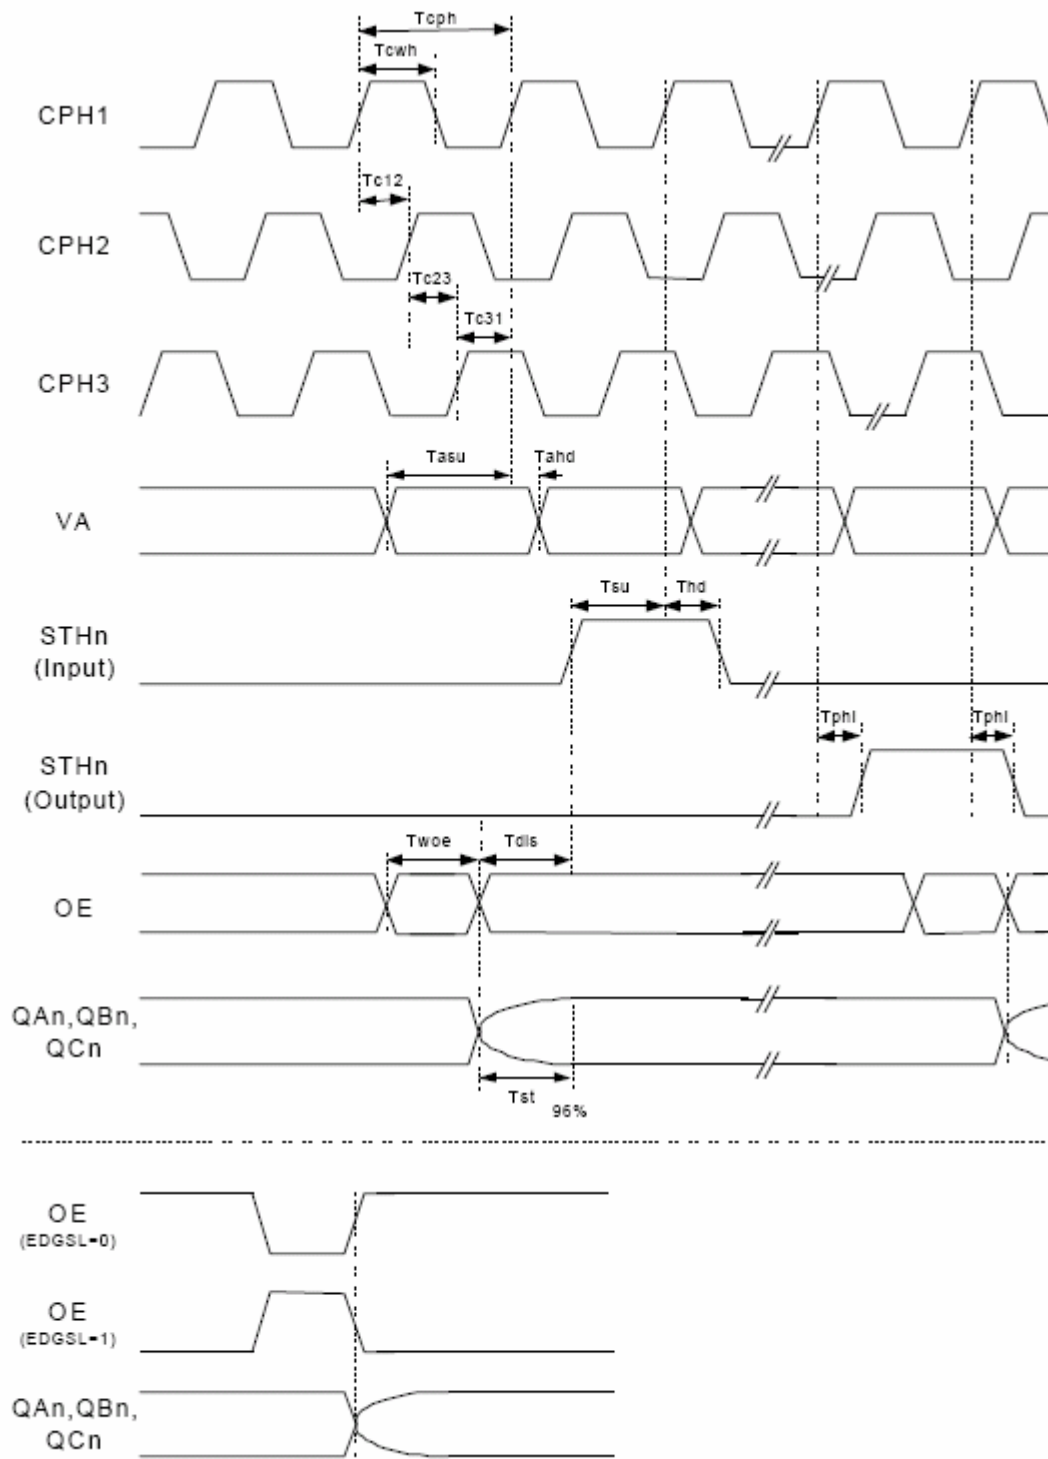 Tcph
Tcwh
CPH1
Tc12
CPH2
Tc23
Tc31
CPH3
Tasu
Tahd
VA
Tsu
Thd
STHn
(Input)
Tphl
Tphl
STHn
(Output)
Twoe
Tdis
OE
QAn,QBn,
QCn
Tst
96%
OE
(EDGSL=0)
OE
(EDGSL=1)
QAn,QBn,
QCn